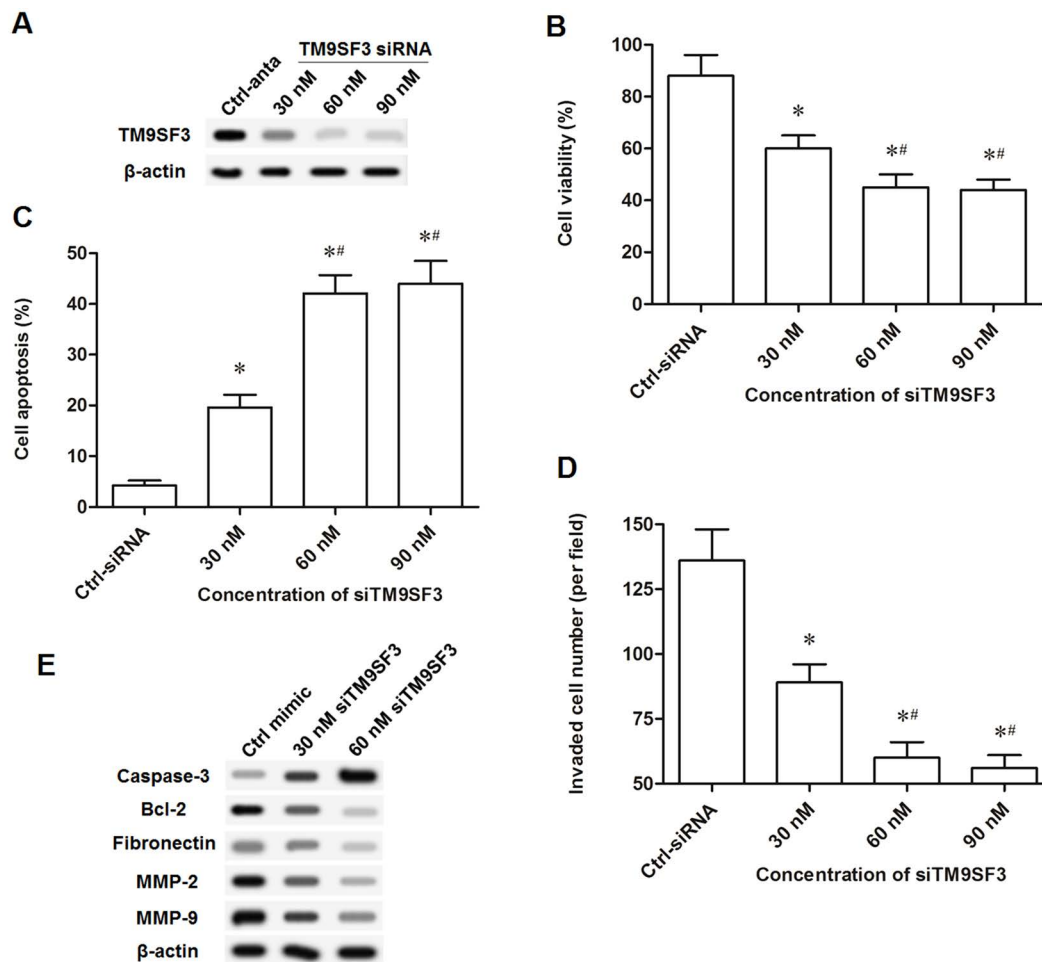 A
TM9SF3 siRNA
Ctrl-anta
30 nM
60 nM
90 nM
TM9SF3
β-actin
B
Cell viability (%)
100
80
60
40
20
0
*
*#
*#
Ctrl-siRNA
30 nM
60 nM
90 nM
Concentration of siTM9SF3
C
Cell apoptosis (%)
50
40
30
20
10
0
*
*#
*#
Ctrl-siRNA
30 nM
60 nM
90 nM
Concentration of siTM9SF3
D
Invaded cell number (per field)
150
125
100
75
50
*
*#
*#
Ctrl-siRNA
30 nM
60 nM
90 nM
Concentration of siTM9SF3
E
Ctrl mimic
30 nM siTM9SF3
60 nM siTM9SF3
Caspase-3
Bcl-2
Fibronectin
MMP-2
MMP-9
β-actin